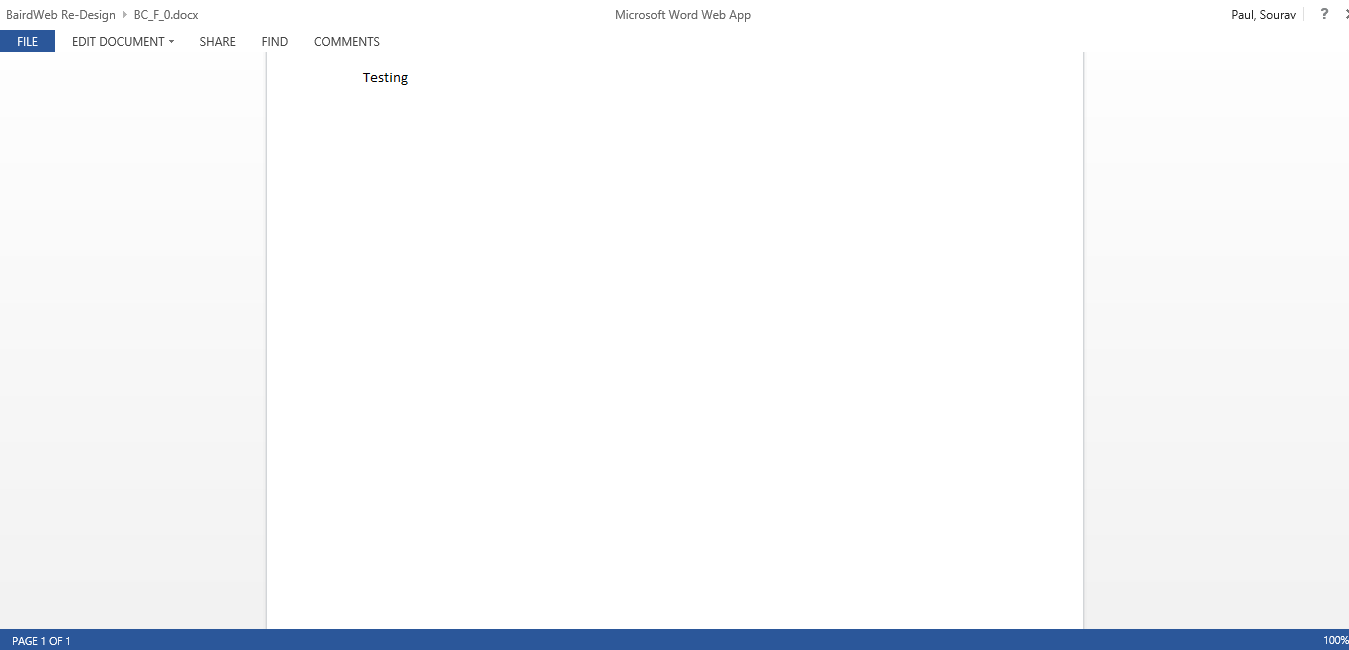 BairdWeb Re-Design BC_F_0.docx Microsoft Word Web App Paul, Sourav ?
FILE EDIT DOCUMENT SHARE FIND COMMENTS
Testing
PAGE 1 OF 1 100%